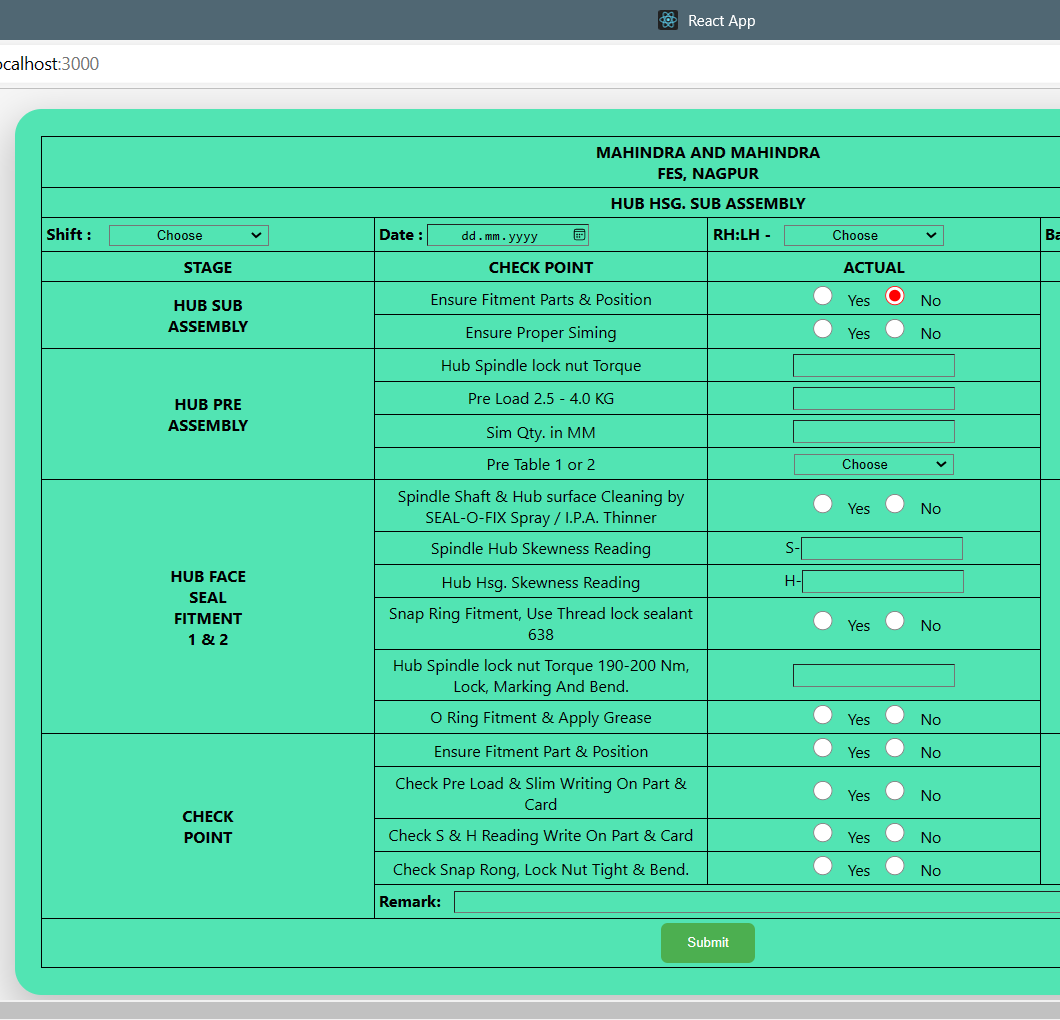 React App
ocalhost:3000
MAHINDRA AND MAHINDRA
FES, NAGPUR
HUB HSG. SUB ASSEMBLY
Shift : Choose Date : dd.mm.yyyy RH:LH - Choose Ba
STAGE CHECK POINT ACTUAL
HUB SUB
ASSEMBLY
Ensure Fitment Parts & Position Yes No
Ensure Proper Siming Yes No
HUB PRE
ASSEMBLY
Hub Spindle lock nut Torque
Pre Load 2.5 - 4.0 KG
Sim Qty. in MM
Pre Table 1 or 2 Choose
HUB FACE
SEAL
FITMENT
1 & 2
Spindle Shaft & Hub surface Cleaning by
SEAL-O-FIX Spray / I.P.A. Thinner Yes No
Spindle Hub Skewness Reading S-
Hub Hsg. Skewness Reading H-
Snap Ring Fitment, Use Thread lock sealant
638 Yes No
Hub Spindle lock nut Torque 190-200 Nm,
Lock, Marking And Bend.
O Ring Fitment & Apply Grease Yes No
CHECK
POINT
Ensure Fitment Part & Position Yes No
Check Pre Load & Slim Writing On Part &
Card Yes No
Check S & H Reading Write On Part & Card Yes No
Check Snap Rong, Lock Nut Tight & Bend. Yes No
Remark:
Submit